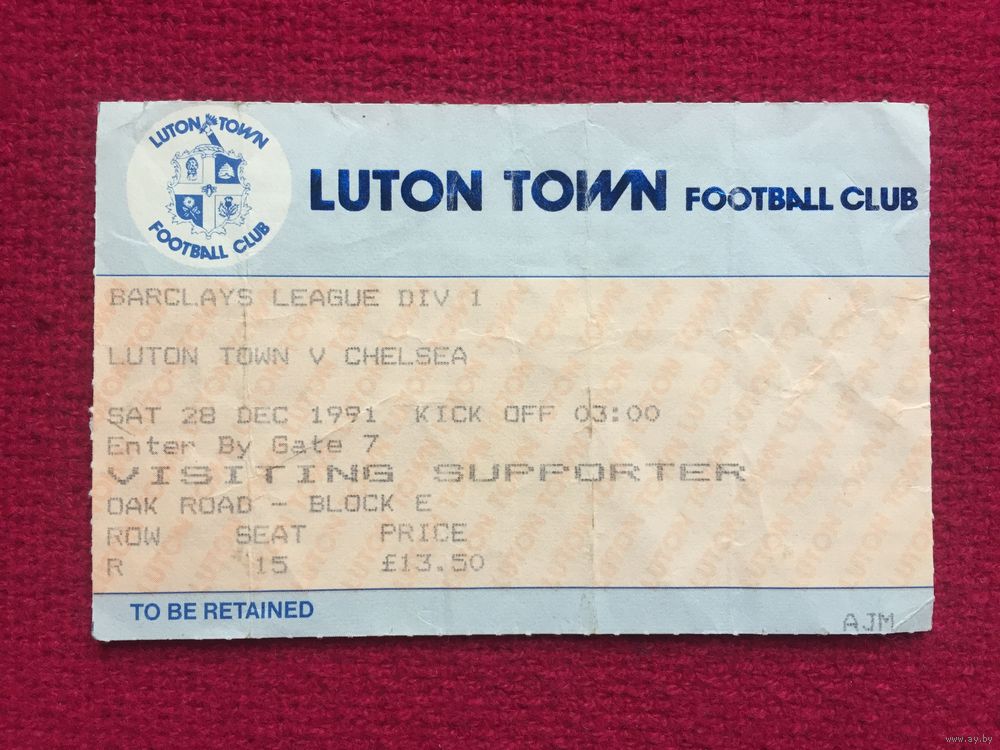 LUTON TOWN
FOOTBALL CLUB
LUTON TOWN FOOTBALL CLUB
BARCLAYS LEAGUE DIV 1
LUTON TOWN V CHELSEA
SAT 28 DEC 1991 KICK OFF 03:00
Enter By Gate 7
VISITING SUPPORTER
OAK ROAD - BLOCK E
ROW SEAT PRICE
R 15 £13.50
TO BE RETAINED
AJM
www.ay.by